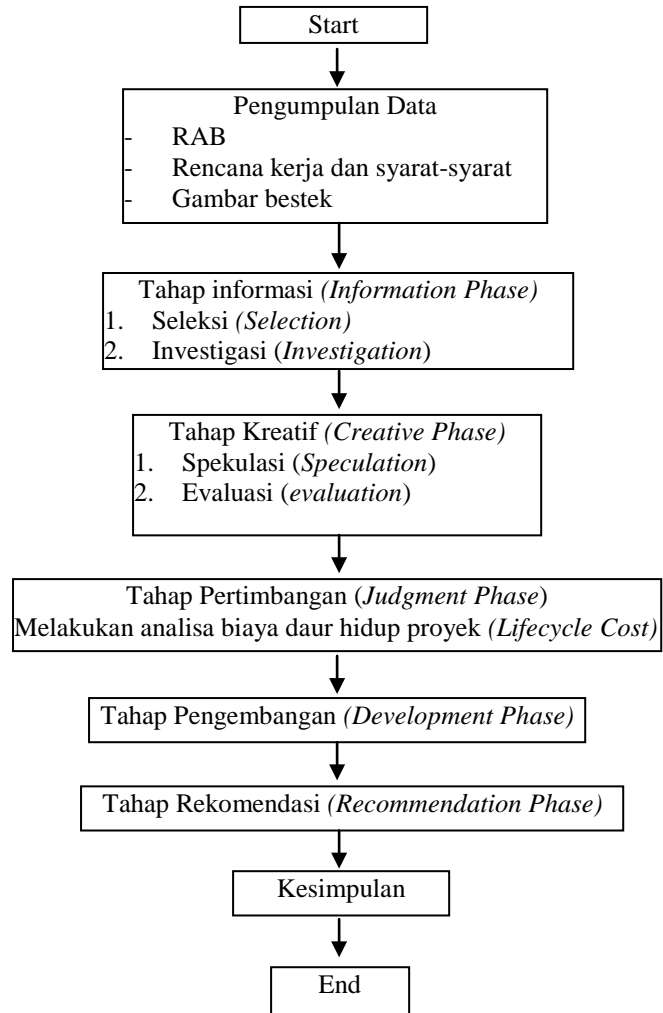 Start
Pengumpulan Data
- RAB
- Rencana kerja dan syarat-syarat
- Gambar bestek
Tahap informasi (Information Phase)
1. Seleksi (Selection)
2. Investigasi (Investigation)
Tahap Kreatif (Creative Phase)
1. Spekulasi (Speculation)
2. Evaluasi (evaluation)
Tahap Pertimbangan (Judgment Phase)
Melakukan analisa biaya daur hidup proyek (Lifecycle Cost)
Tahap Pengembangan (Development Phase)
Tahap Rekomendasi (Recommendation Phase)
Kesimpulan
End